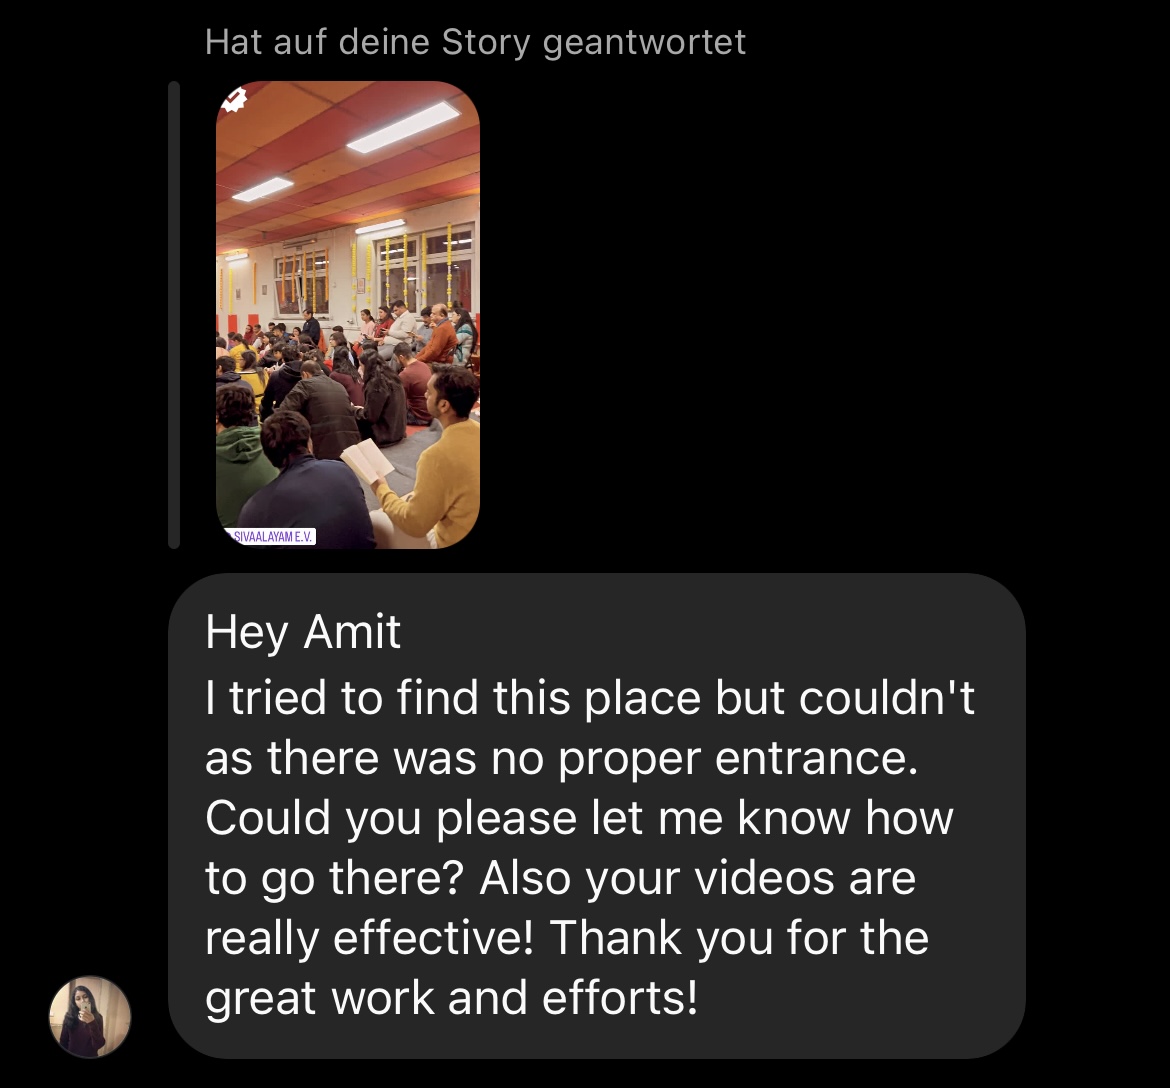 Hat auf deine Story geantwortet
SIVAALAYAM E.V.
Hey Amit
I tried to find this place but couldn't
as there was no proper entrance.
Could you please let me know how
to go there? Also your videos are
really effective! Thank you for the
great work and efforts!